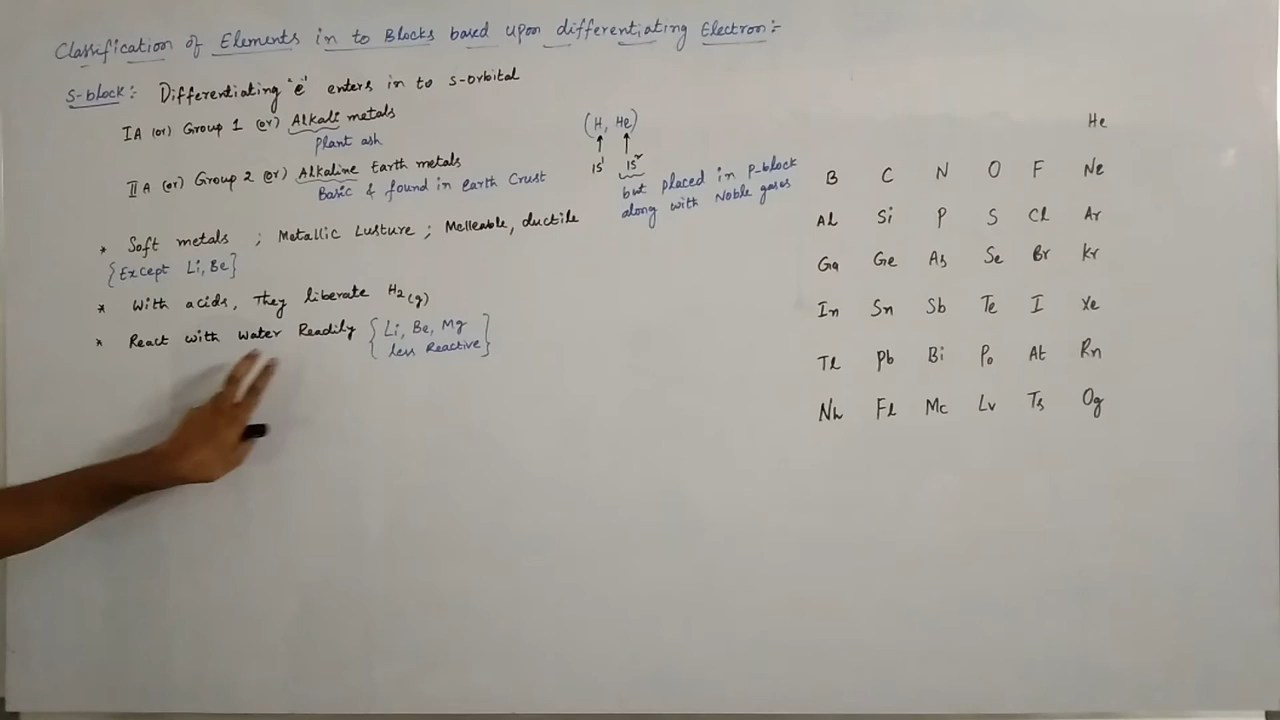 Classification of Elements in to Blocks based upon differentiating Electron:-
S-block:- Differentiating 'e⁻' enters in to s-orbital
IA (or) Group 1 (or) Alkali metals
Plant ash
IIA (or) Group 2 (or) Alkaline Earth metals
Basic & found in earth Crust
(H, He)
1s¹ 1s²
but placed in P-block
along with Noble gases
* Soft metals ; Metallic Lusture ; Melleable, ductile
{Except Li, Be}
* With acids, They liberate H₂(g)
* React with water Readily {Li, Be, Mg
less Reactive}
He
B C N O F Ne
Al Si P S Cl Ar
Ga Ge As Se Br Kr
In Sn Sb Te I Xe
Tl Pb Bi Po At Rn
Nh Fl Mc Lv Ts Og